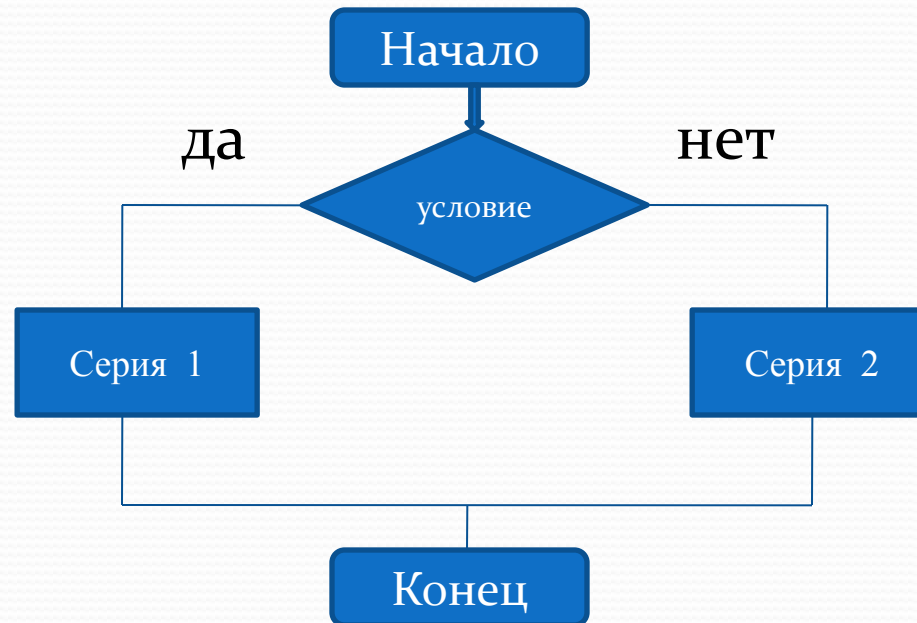 Начало
да
нет
условие
Серия 1
Серия 2
Конец